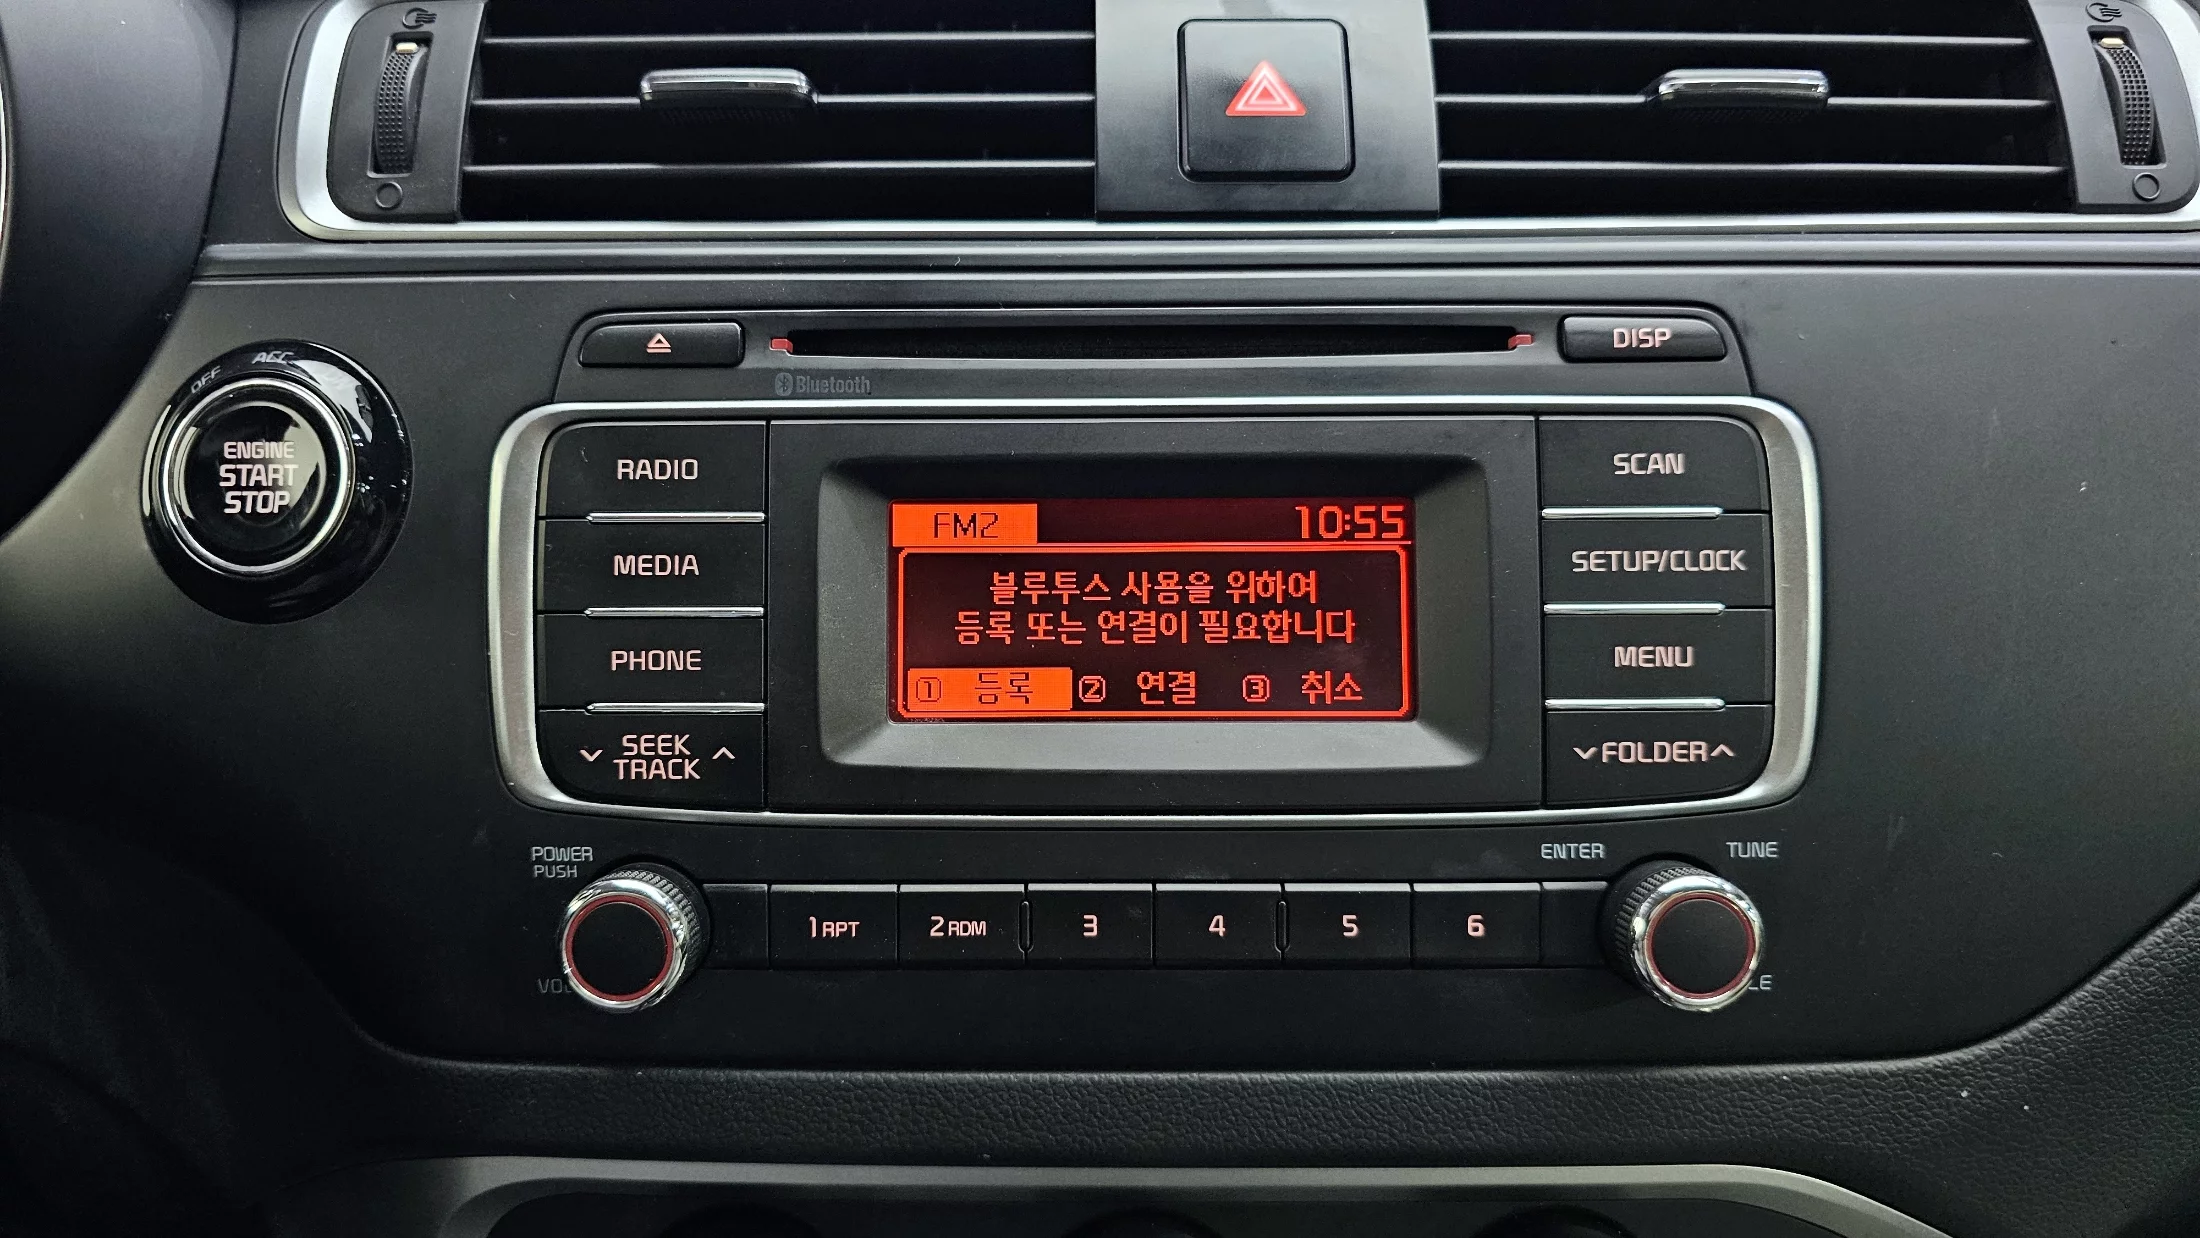 ACC
OFF
ENGINE
START
STOP
DISP
Bluetooth
RADIO
MEDIA
PHONE
SEEK
TRACK
FM2 10:55
블루투스 사용을 위하여
등록 또는 연결이 필요합니다
① 등록 ② 연결 ③ 취소
SCAN
SETUP/CLOCK
MENU
FOLDER
POWER
PUSH
1 RPT 2 RDM 3 4 5 6
ENTER TUNE